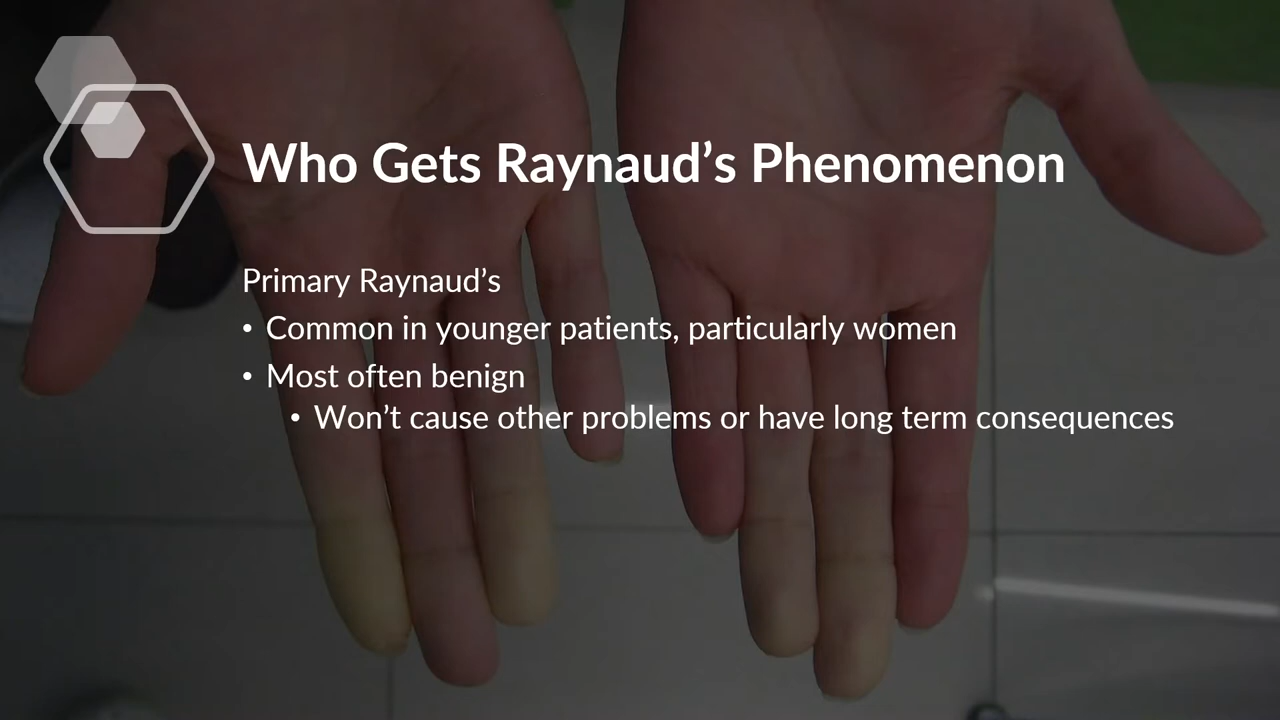 Who Gets Raynaud’s Phenomenon
Primary Raynaud’s
• Common in younger patients, particularly women
• Most often benign
• Won’t cause other problems or have long term consequences